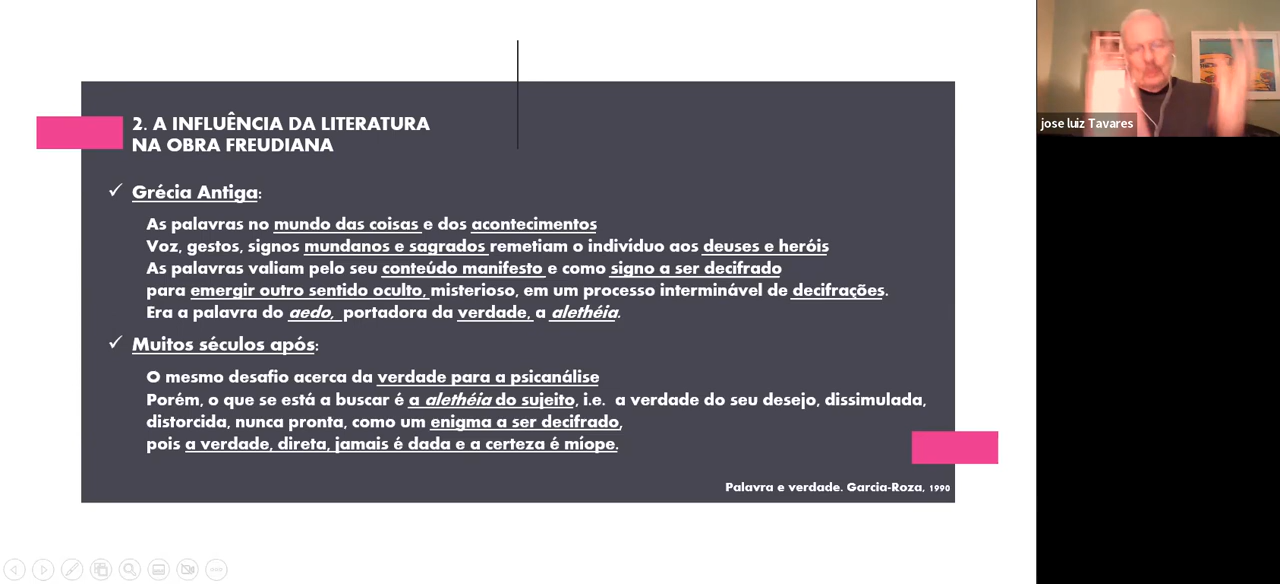 2. A INFLUÊNCIA DA LITERATURA
NA OBRA FREUDIANA
Grécia Antiga:
As palavras no mundo das coisas e dos acontecimentos
Voz, gestos, signos mundanos e sagrados remetiam o indivíduo aos deuses e heróis
As palavras valiam pelo seu conteúdo manifesto e como signo a ser decifrado
para emergir outro sentido oculto, misterioso, em um processo interminável de decifrações.
Era a palavra do aedo, portadora da verdade, a alethéia.
Muitos séculos após:
O mesmo desafio acerca da verdade para a psicanálise
Porém, o que se está a buscar é a alethéia do sujeito, i.e. a verdade do seu desejo, dissimulada,
distorcida, nunca pronta, como um enigma a ser decifrado,
pois a verdade, direta, jamais é dada e a certeza é míope.
Palavra e verdade. Garcia-Roza, 1990
jose luiz Tavares